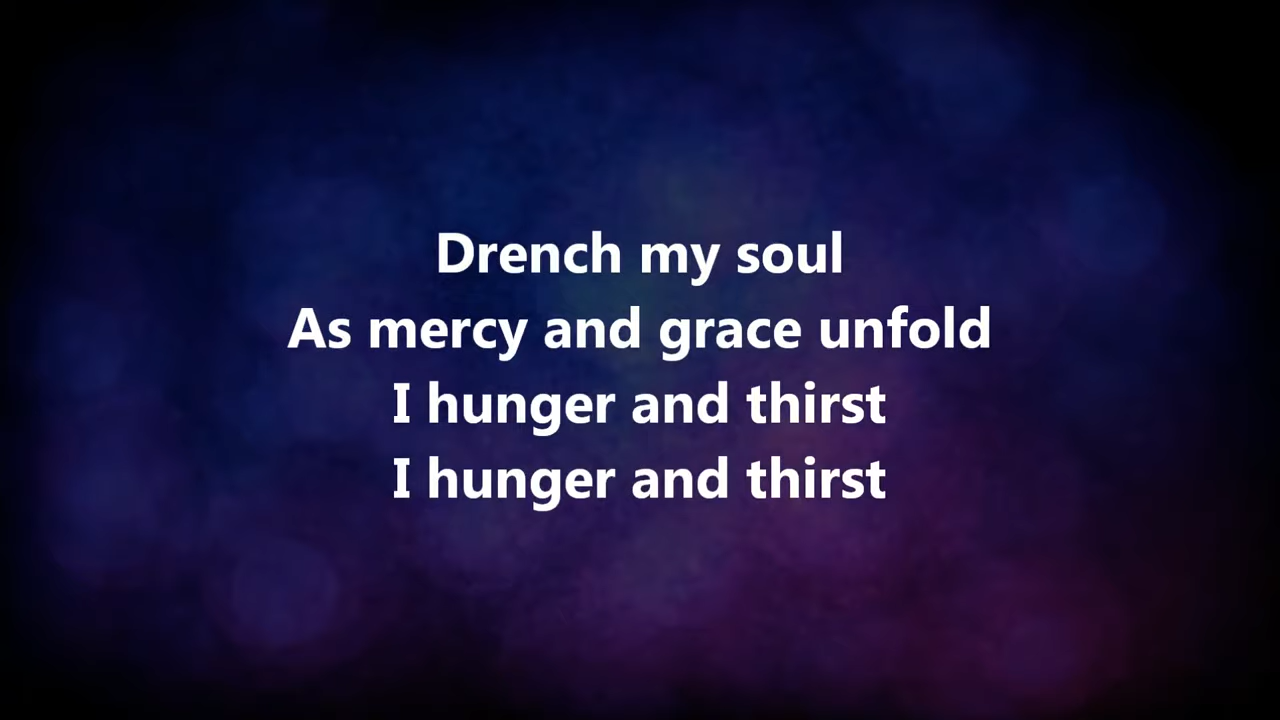 Drench my soul
As mercy and grace unfold
I hunger and thirst
I hunger and thirst